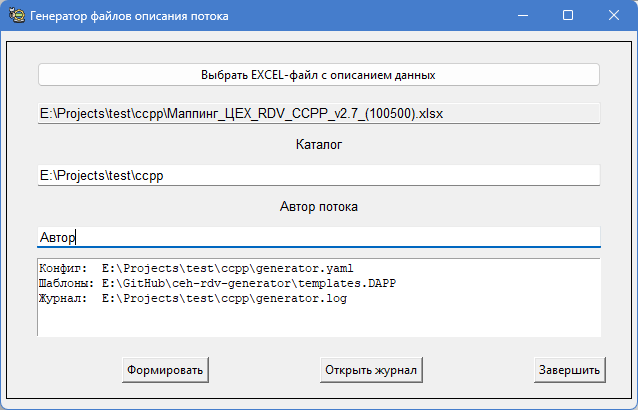 Генератор файлов описания потока
Выбрать EXCEL-файл с описанием данных
E:\Projects\test\ccpp\Маппинг_ЦЕХ_RDV_CCPP_v2.7_(100500).xlsx
Каталог
E:\Projects\test\ccpp
Автор потока
Автор
Конфиг:  E:\Projects\test\ccpp\generator.yaml
Шаблоны: E:\GitHub\ceh-rdv-generator\templates.DAPP
Журнал:  E:\Projects\test\ccpp\generator.log
Формировать Открыть журнал Завершить